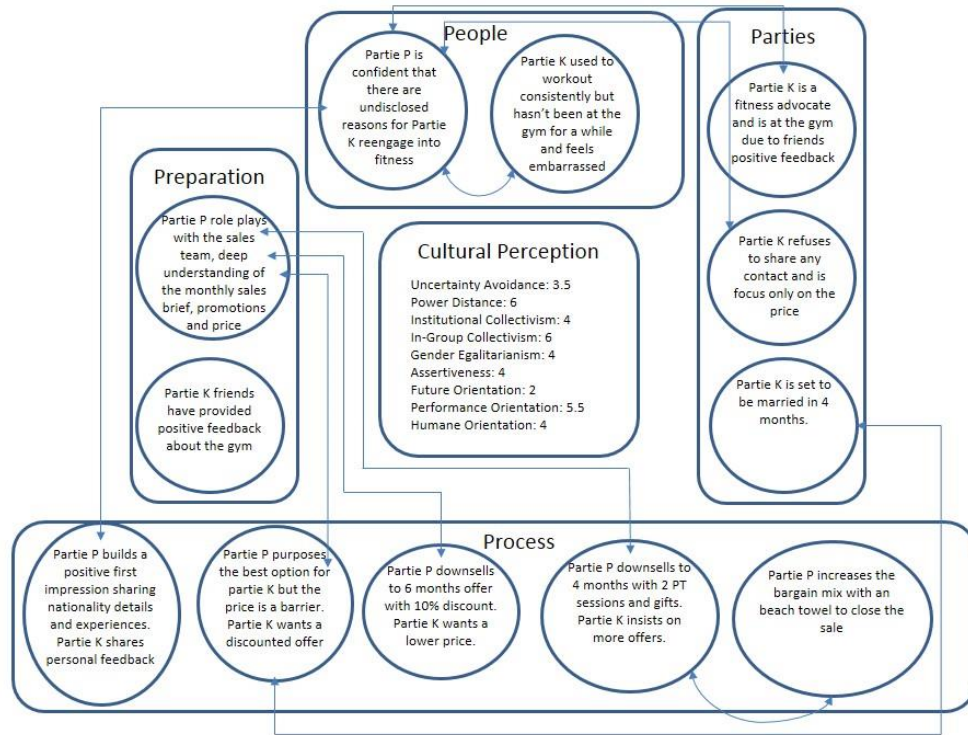 People
Partie P is
confident that
there are
undisclosed
reasons for Partie
K reengage into
fitness
Partie K used to
workout
consistently but
hasn't been at the
gym for a while
and feels
embarrassed
Parties
Partie K is a
fitness advocate
and is at the gym
due to friends
positive feedback
Partie K refuses
to share any
contact and is
focus only on the
price
Partie K is set to
be married in 4
months.
Preparation
Partie P role plays
with the sales
team, deep
understanding of
the monthly sales
brief, promotions
and price
Partie K friends
have provided
positive feedback
about the gym
Cultural Perception
Uncertainty Avoidance: 3.5
Power Distance: 6
Institutional Collectivism: 4
In-Group Collectivism: 6
Gender Egalitarianism: 4
Assertiveness: 4
Future Orientation: 2
Performance Orientation: 5.5
Humane Orientation: 4
Process
Partie P builds a
positive first
impression sharing
nationality details
and experiences.
Partie K shares
personal feedback
Partie P purposes
the best option for
partie K but the
price is a barrier.
Partie K wants a
discounted offer
Partie P downsells
to 6 months offer
with 10% discount.
Partie K wants a
lower price.
Partie P downsells to
4 months with 2 PT
sessions and gifts.
Partie K insists on
more offers.
Partie P increases the
bargain mix with an
beach towel to close the
sale